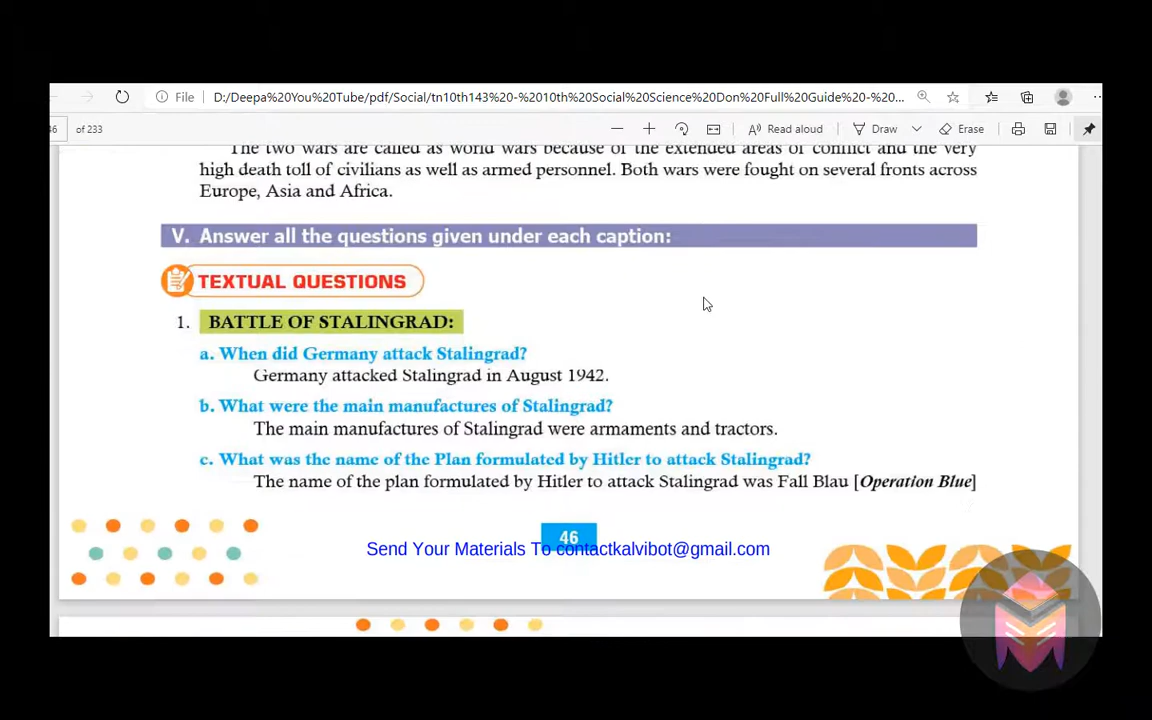 File D:/Deepa%20You%20Tube/pdf/Social/tn10th143%20-%2010th%20Social%20Science%20Don%20Full%20Guide%20-%20...
46 of 233
Read aloud Draw Erase
The two wars are called as world wars because of the extended areas of conflict and the very
high death toll of civilians as well as armed personnel. Both wars were fought on several fronts across
Europe, Asia and Africa.
V. Answer all the questions given under each caption:
TEXTUAL QUESTIONS
1. BATTLE OF STALINGRAD:
a. When did Germany attack Stalingrad?
Germany attacked Stalingrad in August 1942.
b. What were the main manufactures of Stalingrad?
The main manufactures of Stalingrad were armaments and tractors.
c. What was the name of the Plan formulated by Hitler to attack Stalingrad?
The name of the plan formulated by Hitler to attack Stalingrad was Fall Blau [Operation Blue]
46
Send Your Materials To contactkalvibot@gmail.com